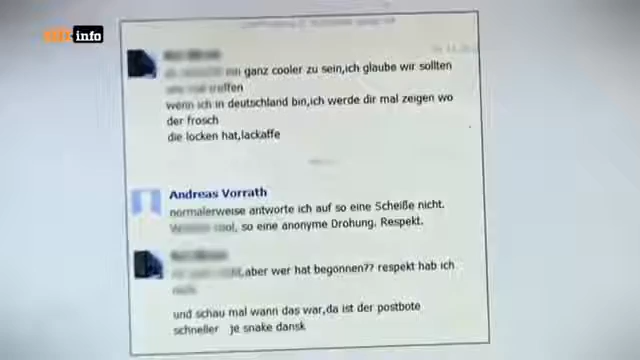 info
ein ganz cooler zu sein,ich glaube wir sollten
treffen
wenn ich in deutschland bin,ich werde dir mal zeigen wo
der frosch
die locken hat,lackaffe
Andreas Vorrath
normalerweise antworte ich auf so eine Scheiße nicht.
cool, so eine anonyme Drohung. Respekt.
,aber wer hat begonnen?? respekt hab ich
und schau mal wann das war,da ist der postbote
schneller je snake dansk